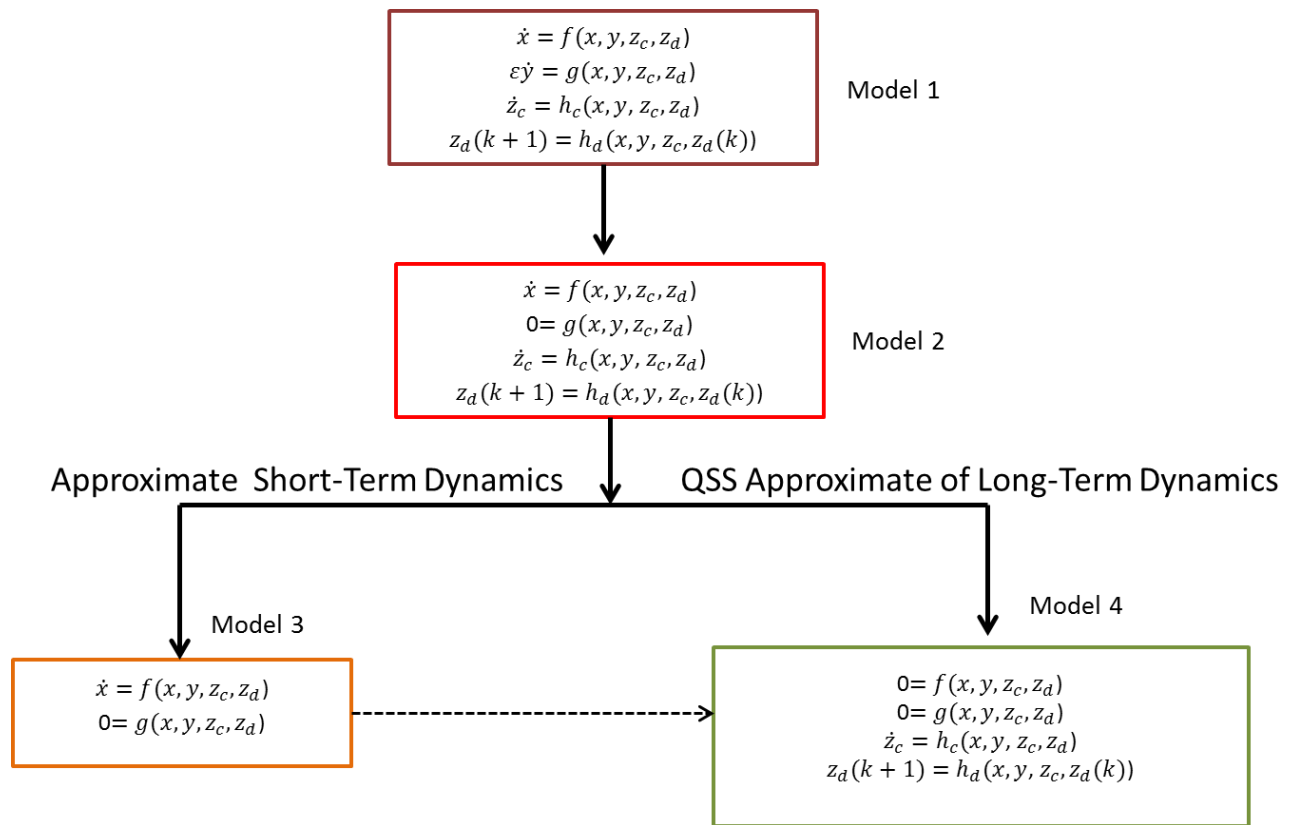 ẋ = f(x, y, z_c, z_d)
εẏ = g(x, y, z_c, z_d)
ż_c = h_c(x, y, z_c, z_d)
z_d(k + 1) = h_d(x, y, z_c, z_d(k))
Model 1
ẋ = f(x, y, z_c, z_d)
0= g(x, y, z_c, z_d)
ż_c = h_c(x, y, z_c, z_d)
z_d(k + 1) = h_d(x, y, z_c, z_d(k))
Model 2
Approximate Short-Term Dynamics
QSS Approximate of Long-Term Dynamics
Model 3
ẋ = f(x, y, z_c, z_d)
0= g(x, y, z_c, z_d)
Model 4
0= f(x, y, z_c, z_d)
0= g(x, y, z_c, z_d)
ż_c = h_c(x, y, z_c, z_d)
z_d(k + 1) = h_d(x, y, z_c, z_d(k))